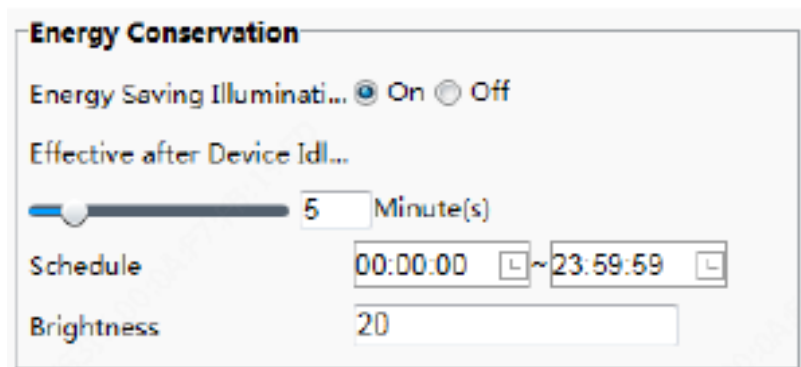 Energy Conservation
Energy Saving Illuminati... On Off
Effective after Device Idl...
5 Minute(s)
Schedule 00:00:00 ~ 23:59:59
Brightness 20